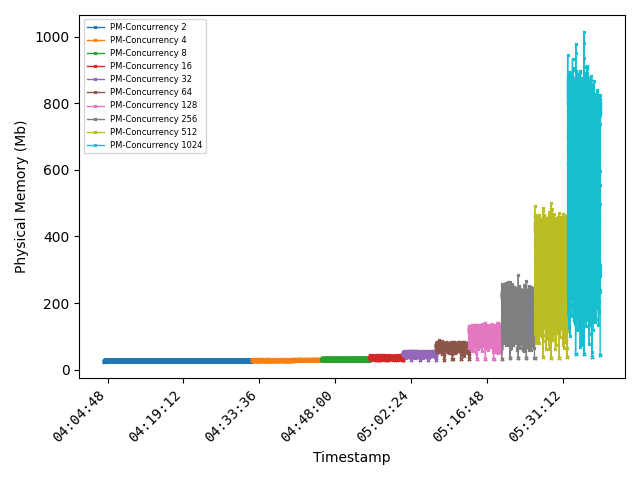 PM-Concurrency 2
PM-Concurrency 4
PM-Concurrency 8
PM-Concurrency 16
PM-Concurrency 32
PM-Concurrency 64
PM-Concurrency 128
PM-Concurrency 256
PM-Concurrency 512
PM-Concurrency 1024
Physical Memory (Mb)
1000
800
600
400
200
0
04:04:48
04:19:12
04:33:36
04:48:00
05:02:24
05:16:48
05:31:12
Timestamp